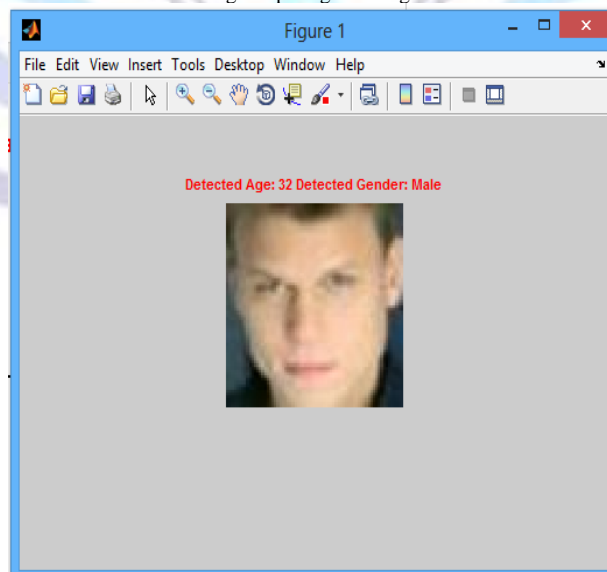 Figure 1
File Edit View Insert Tools Desktop Window Help
Detected Age: 32 Detected Gender: Male